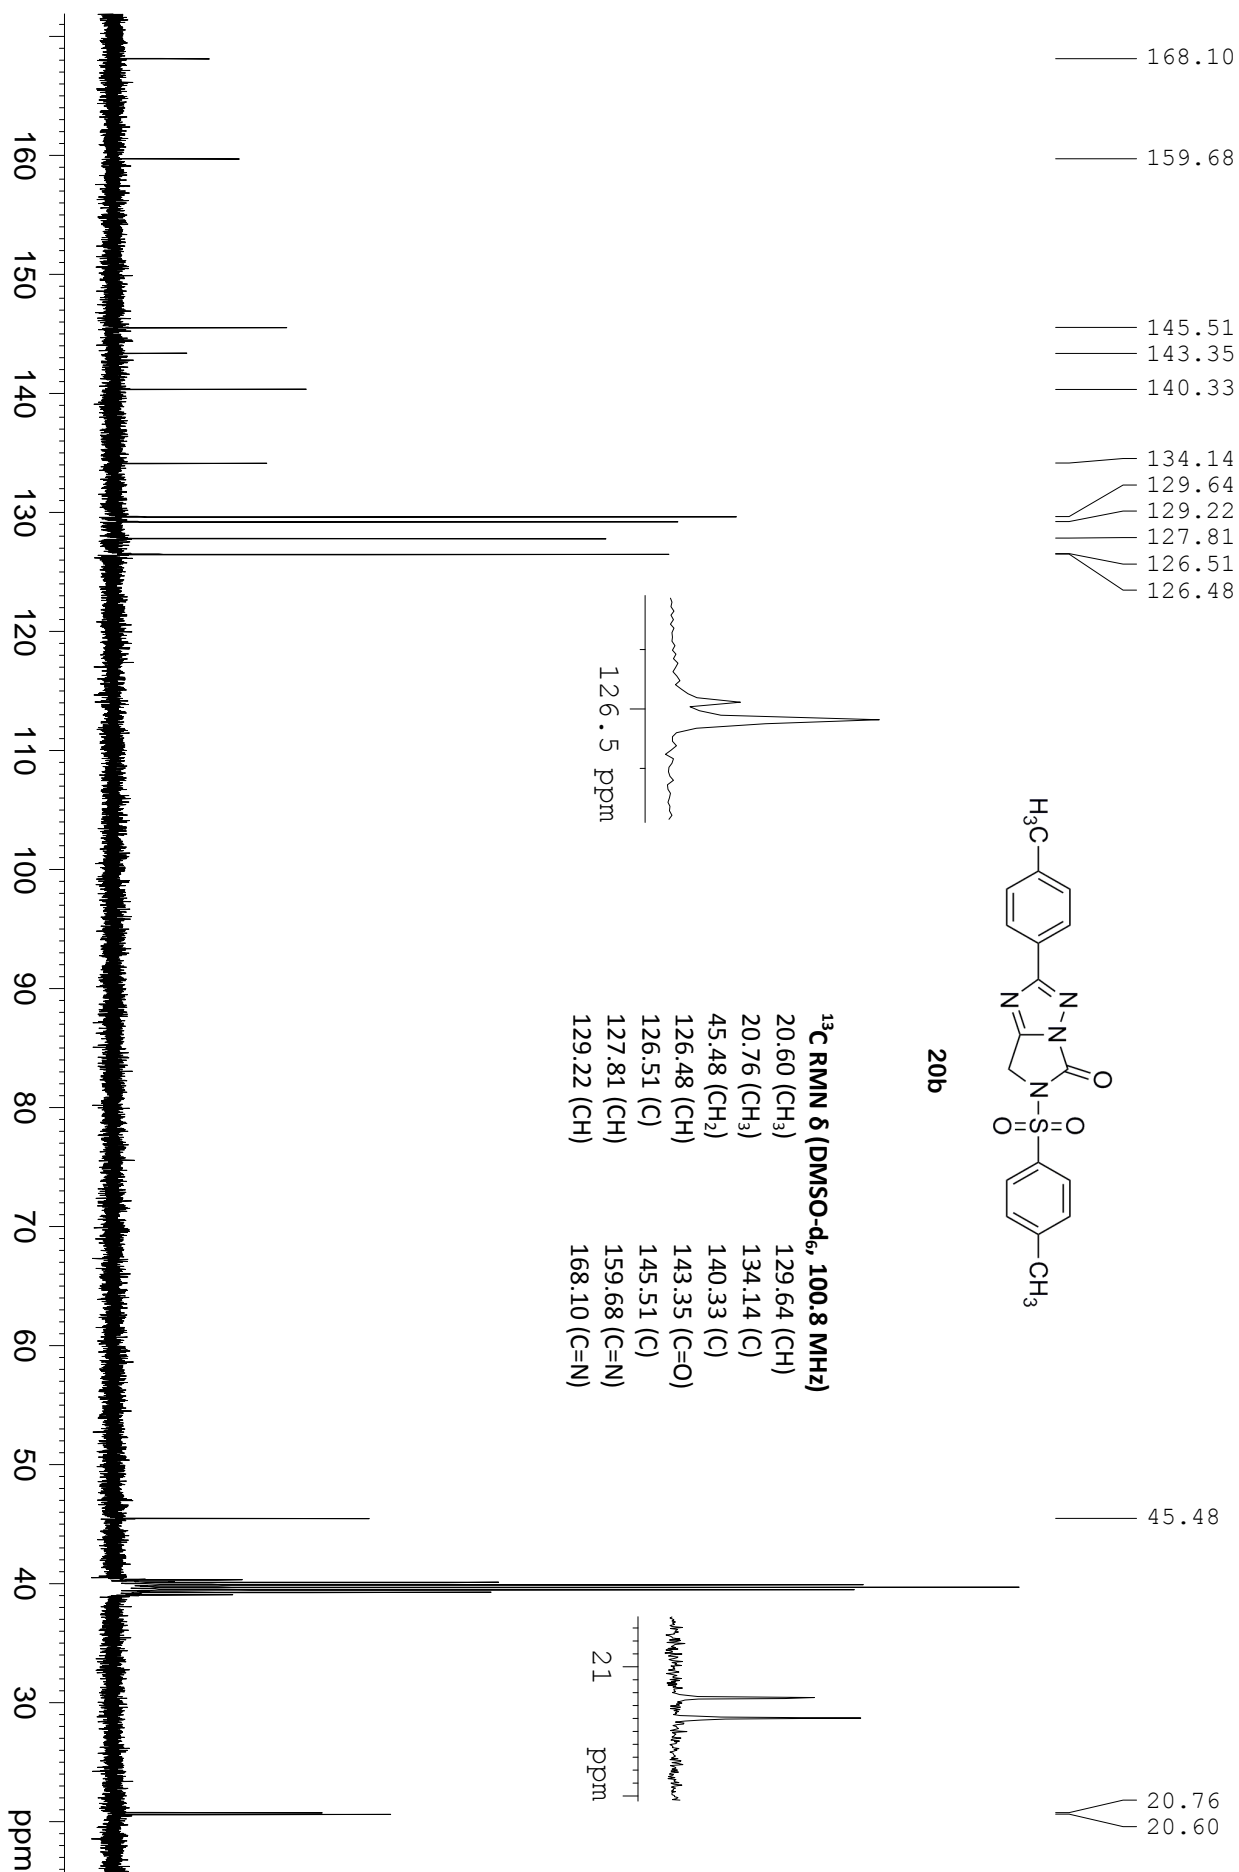 168.10
159.68
145.51
143.35
140.33
134.14
129.64
129.22
127.81
126.51
126.48
45.48
20.76
20.60
H₃C
N
N
N
O
N
O
S
O
CH₃
20b
¹³C RMN δ (DMSO-d₆, 100.8 MHz)
20.60 (CH₃) 129.64 (CH)
20.76 (CH₃) 134.14 (C)
45.48 (CH₂) 140.33 (C)
126.48 (CH) 143.35 (C=O)
126.51 (C) 145.51 (C)
127.81 (CH) 159.68 (C=N)
129.22 (CH) 168.10 (C=N)
126.5 ppm
21 ppm
160 150 140 130 120 110 100 90 80 70 60 50 40 30 ppm